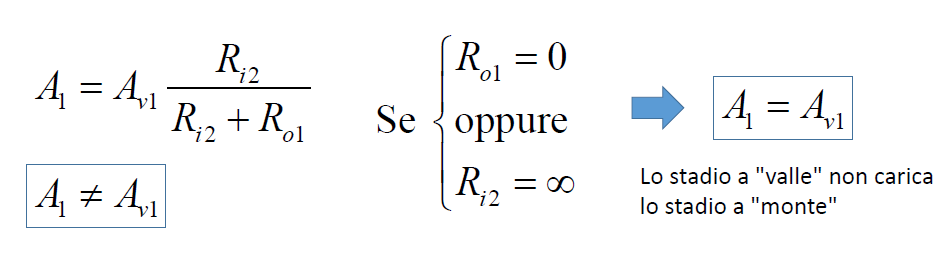 A₁ = Aᵥ₁ Rᵢ₂ / (Rᵢ₂ + Rₒ₁)
A₁ ≠ Aᵥ₁
Se { Rₒ₁ = 0
oppure
Rᵢ₂ = ∞
A₁ = Aᵥ₁
Lo stadio a "valle" non carica
lo stadio a "monte"